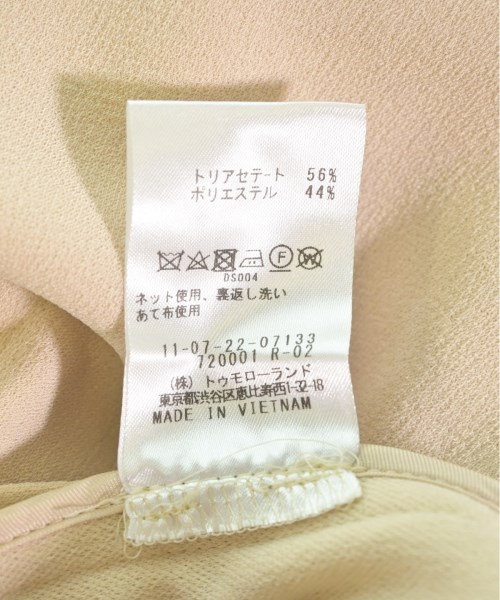 トリアセテート 56%
ポリエステル 44%
F W
DS004
ネット使用、裏返し洗い
あて布使用
11-07-22-07133
720001 R-02
(株) トゥモローランド
東京都渋谷区恵比寿西1-32-18
MADE IN VIETNAM